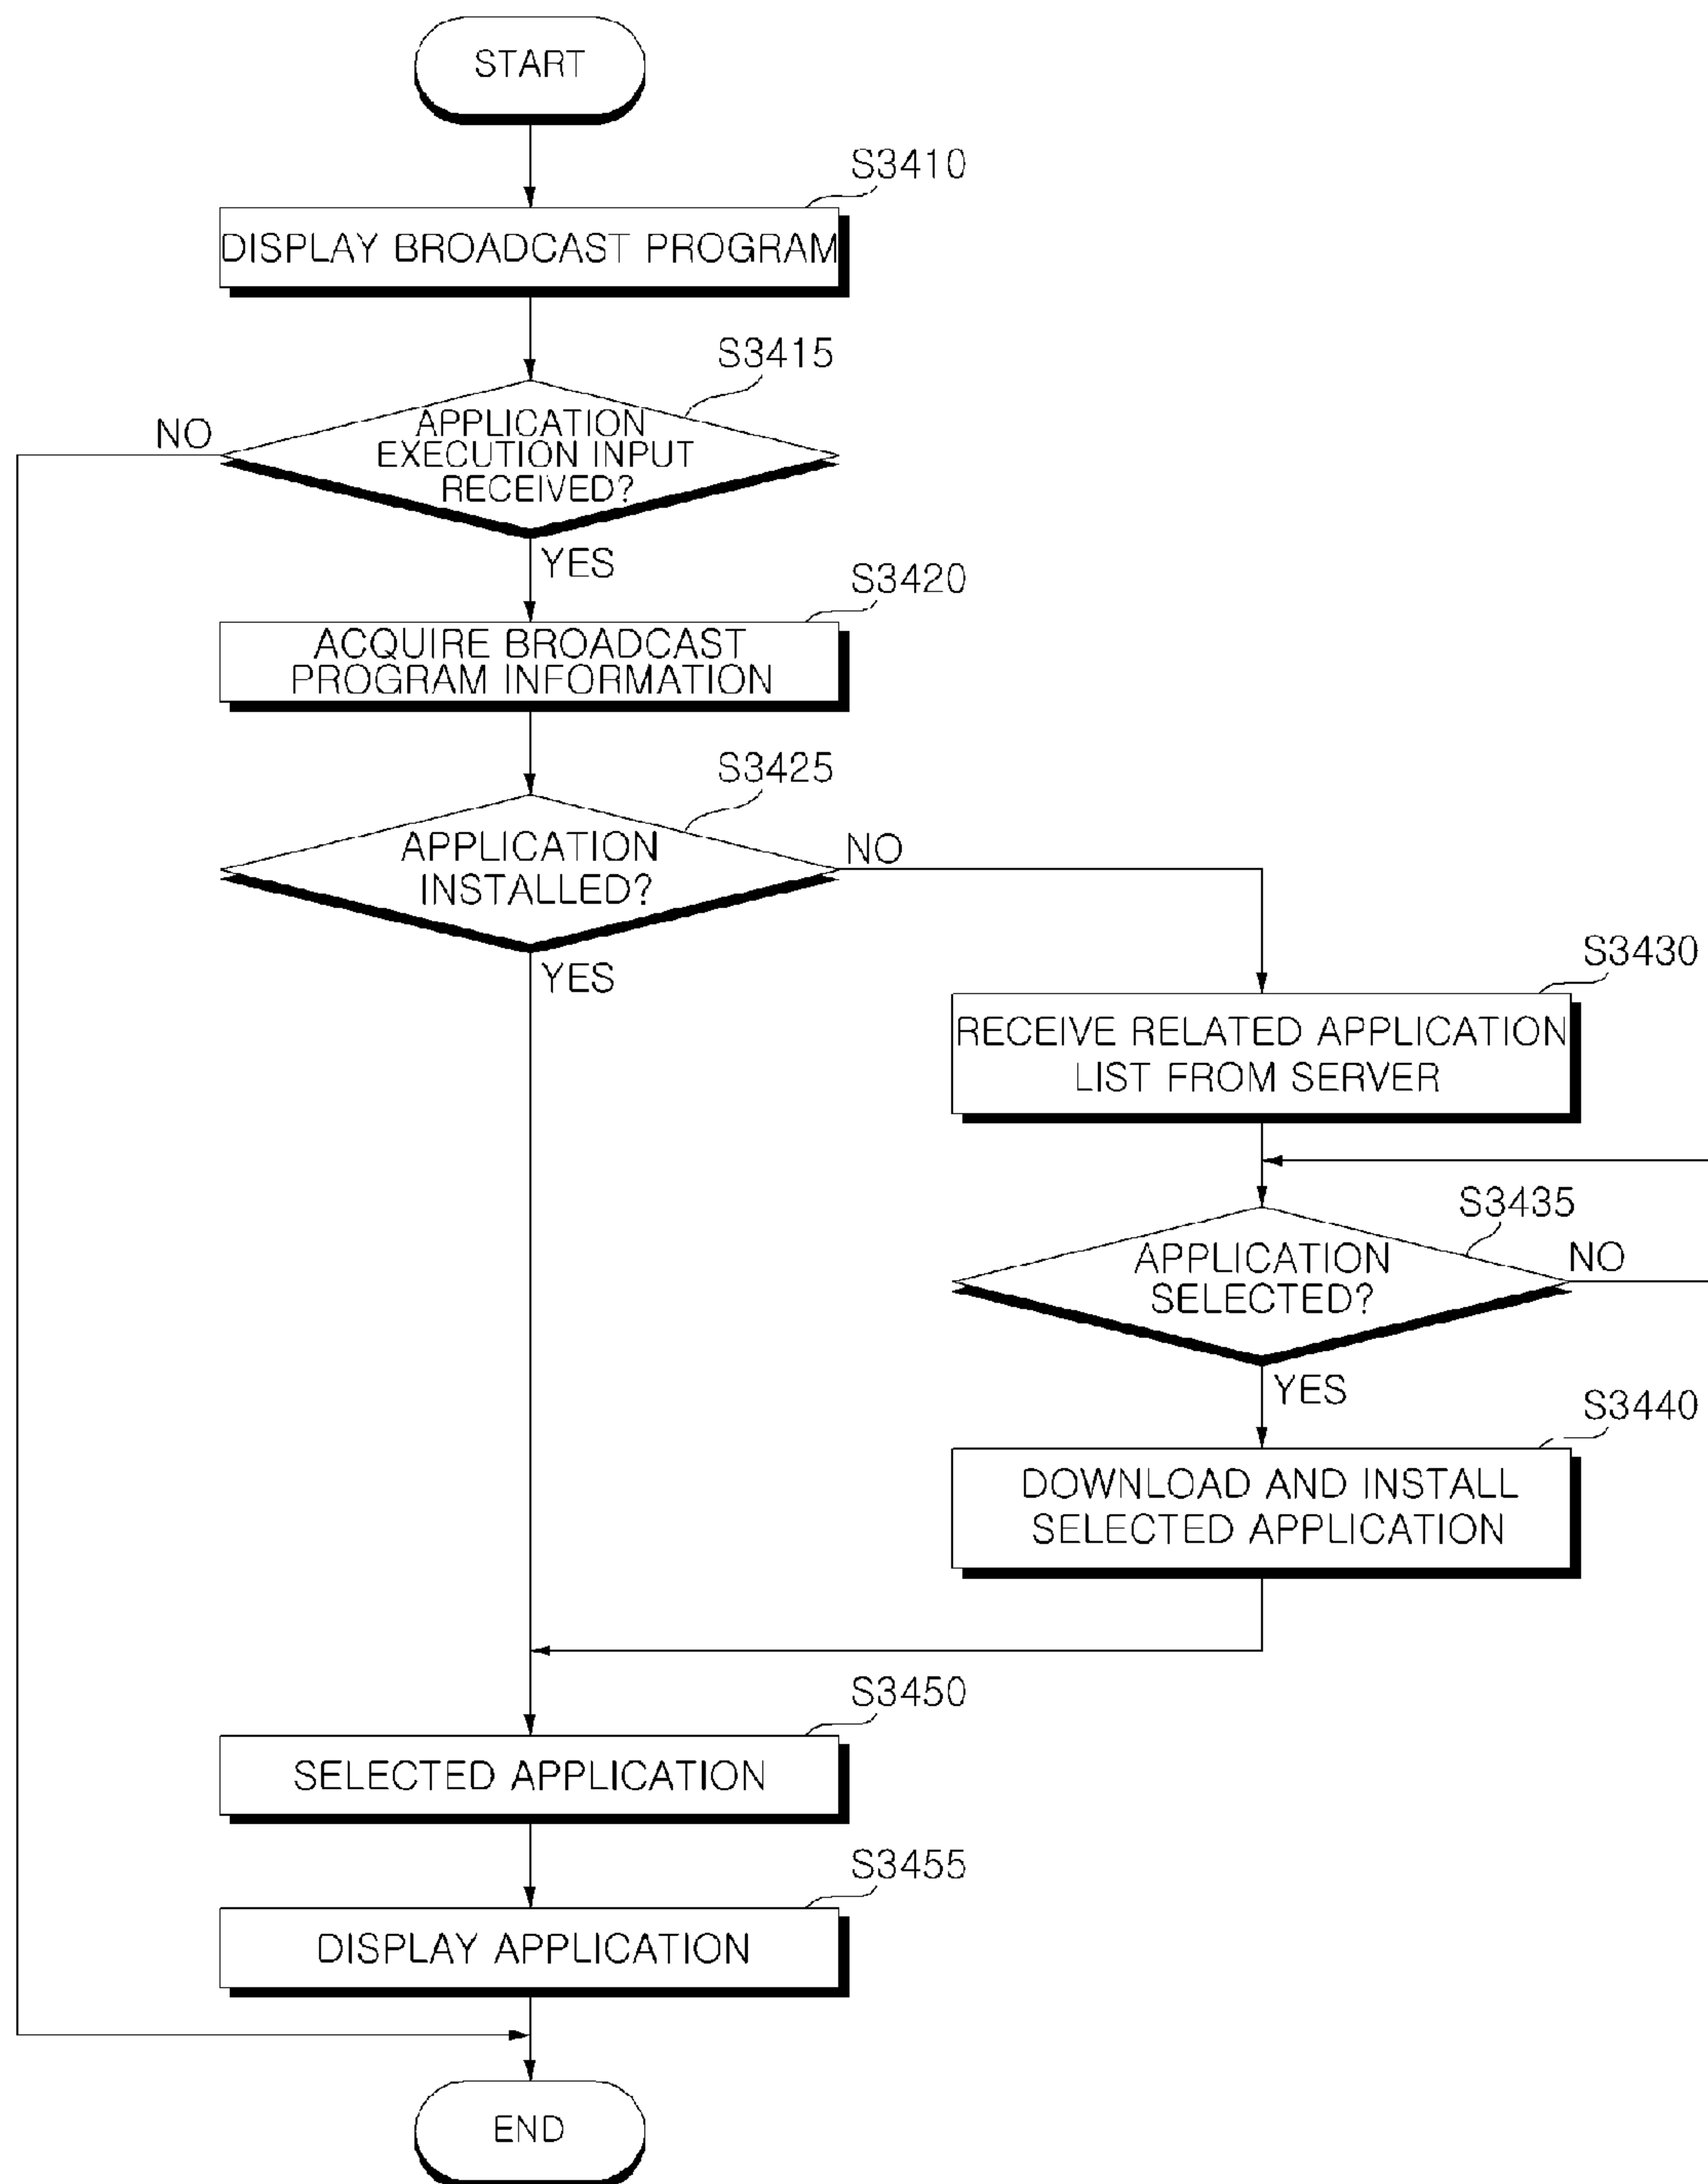 START
S3410
DISPLAY BROADCAST PROGRAM
S3415
APPLICATION
EXECUTION INPUT
RECEIVED?
NO
YES
S3420
ACQUIRE BROADCAST
PROGRAM INFORMATION
S3425
APPLICATION
INSTALLED?
NO
YES
S3430
RECEIVE RELATED APPLICATION
LIST FROM SERVER
S3435
APPLICATION
SELECTED?
NO
YES
S3440
DOWNLOAD AND INSTALL
SELECTED APPLICATION
S3450
SELECTED APPLICATION
S3455
DISPLAY APPLICATION
END